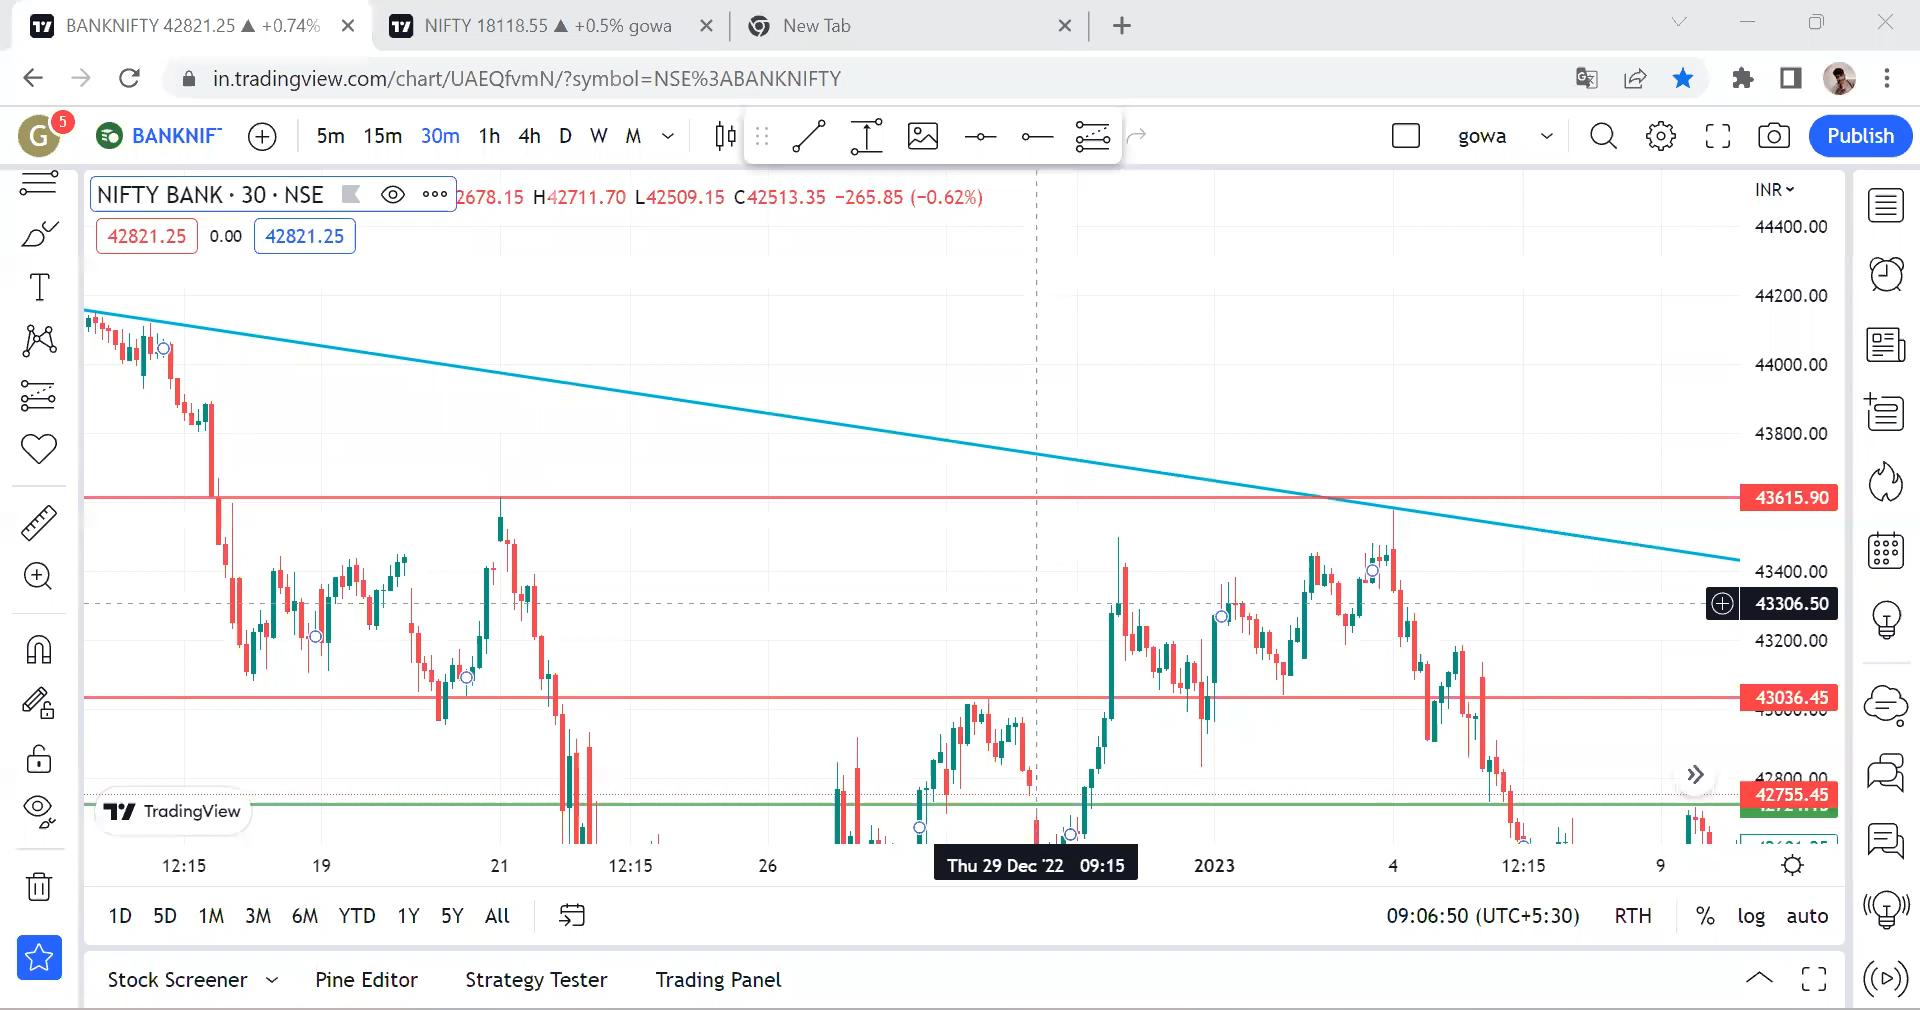 BANKNIFTY 42821.25 ▲ +0.74%
NIFTY 18118.55 ▲ +0.5% gowa
New Tab
in.tradingview.com/chart/UAEQfvmN/?symbol=NSE%3ABANKNIFTY
G
5
BANKNIF
5m 15m 30m 1h 4h D W M
gowa
Publish
NIFTY BANK · 30 · NSE
2678.15 H42711.70 L42509.15 C42513.35 −265.85 (−0.62%)
INR
42821.25 0.00 42821.25
44400.00
44200.00
44000.00
43800.00
43615.90
43400.00
43306.50
43200.00
43036.45
42800.00
42755.45
TradingView
12:15 19 21 12:15 26 Thu 29 Dec '22 09:15 2023 4 12:15 9
1D 5D 1M 3M 6M YTD 1Y 5Y All
09:06:50 (UTC+5:30) RTH % log auto
Stock Screener Pine Editor Strategy Tester Trading Panel